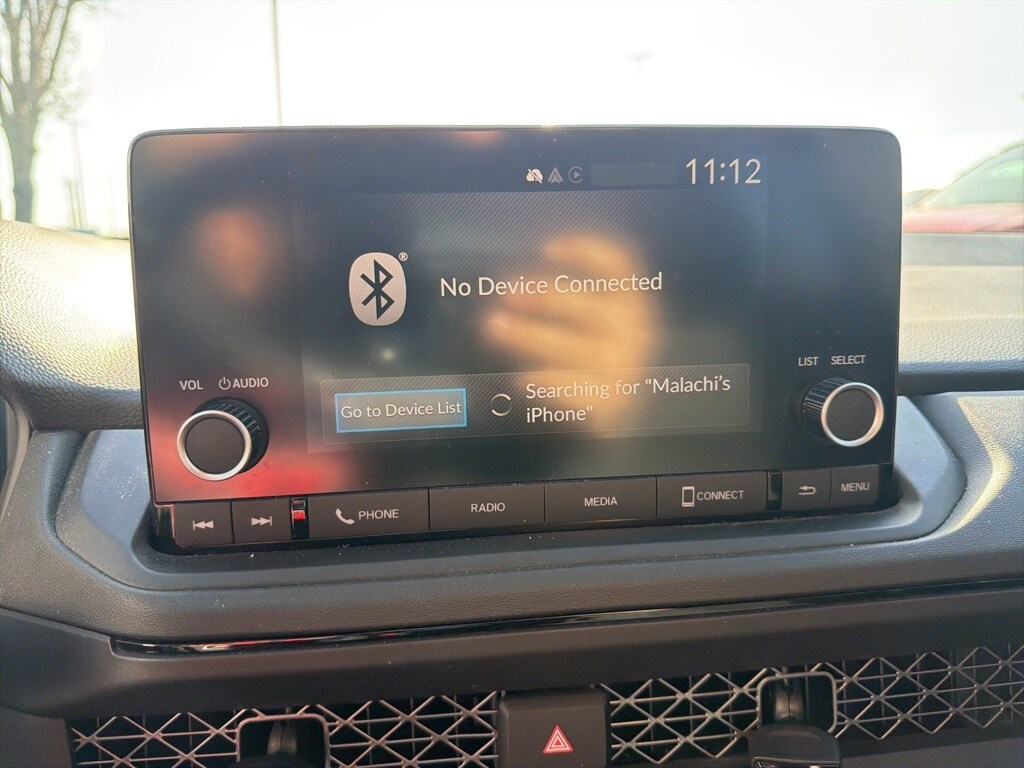 11:12
®
No Device Connected
VOL AUDIO
LIST SELECT
Go to Device List
Searching for "Malachi's
iPhone"
PHONE
RADIO
MEDIA
CONNECT
MENU